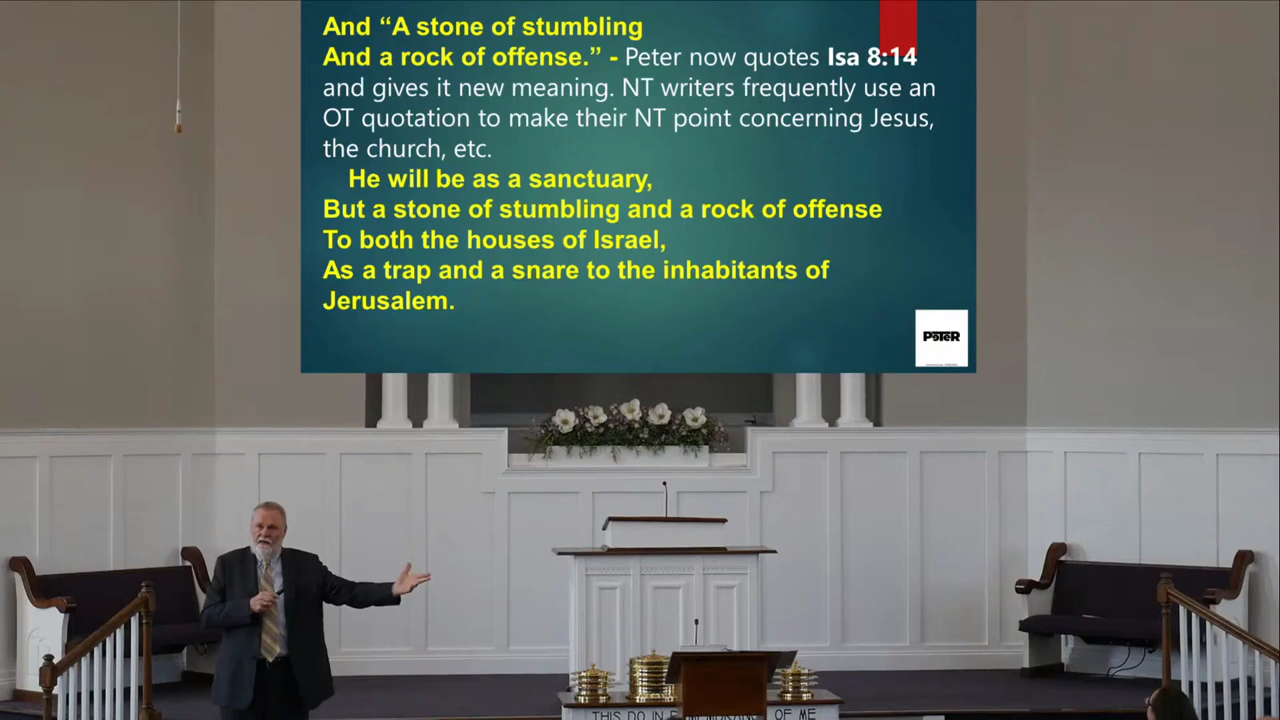 And “A stone of stumbling
And a rock of offense.” - Peter now quotes Isa 8:14
and gives it new meaning. NT writers frequently use an
OT quotation to make their NT point concerning Jesus,
the church, etc.
He will be as a sanctuary,
But a stone of stumbling and a rock of offense
To both the houses of Israel,
As a trap and a snare to the inhabitants of
Jerusalem.
PeTeR
THIS DO IN OF ME